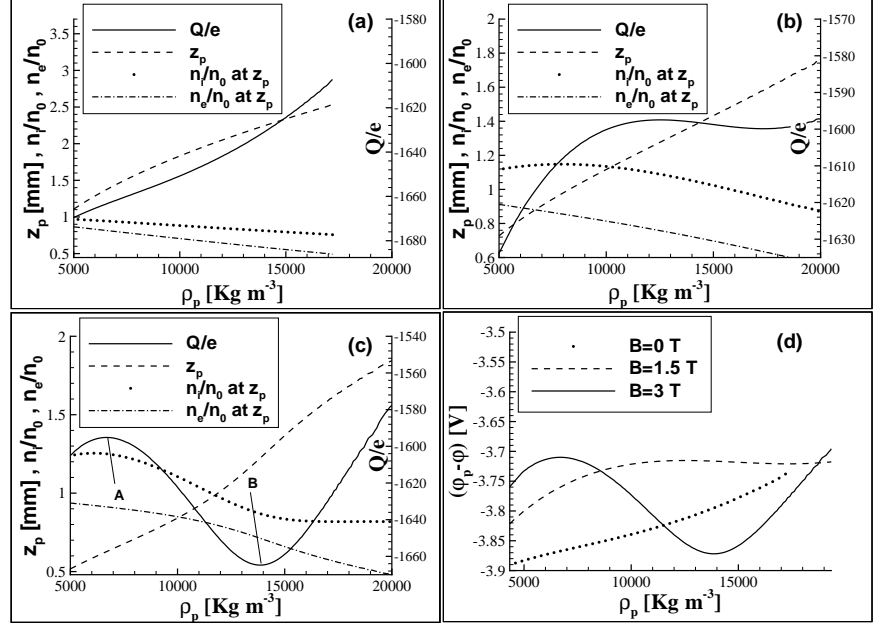 (a)
Q/e
z_p
n_i/n_0 at z_p
n_e/n_0 at z_p
z_p [mm] , n_i/n_0 , n_e/n_0
3.5
3
2.5
2
1.5
1
0.5
-1580
-1600
-1620
-1640
-1660
-1680
Q/e
5000 10000 15000 20000
ρ_p [Kg m^-3]
(b)
Q/e
z_p
n_i/n_0 at z_p
n_e/n_0 at z_p
z_p [mm] , n_i/n_0 , n_e/n_0
2
1.8
1.6
1.4
1.2
1
0.8
0.6
-1570
-1580
-1590
-1600
-1610
-1620
-1630
Q/e
5000 10000 15000 20000
ρ_p [Kg m^-3]
(c)
Q/e
z_p
n_i/n_0 at z_p
n_e/n_0 at z_p
z_p [mm] , n_i/n_0 , n_e/n_0
2
1.5
1
0.5
-1540
-1560
-1580
-1600
-1620
-1640
-1660
Q/e
A
B
5000 10000 15000 20000
ρ_p [Kg m^-3]
(d)
B=0 T
B=1.5 T
B=3 T
(φ_p-φ) [V]
-3.5
-3.55
-3.6
-3.65
-3.7
-3.75
-3.8
-3.85
-3.9
5000 10000 15000
ρ_p [Kg m^-3]